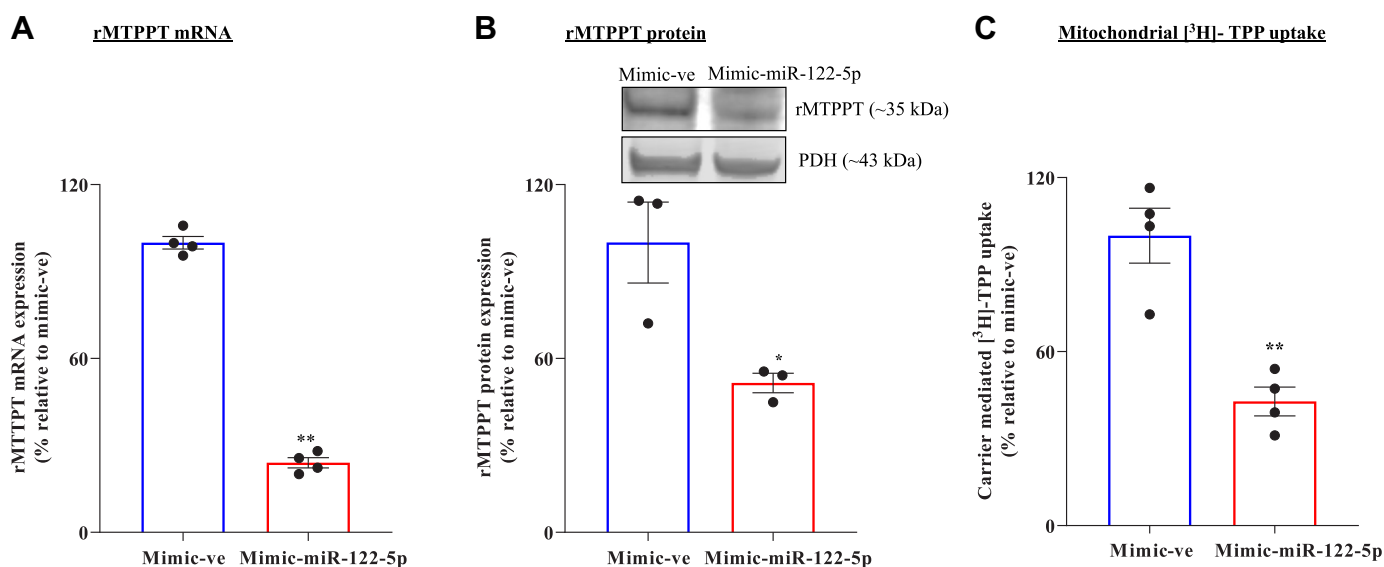 A
rMTPPT mRNA
120
60
0
rMTTPT mRNA expression
(% relative to mimic-ve)
**
Mimic-ve
Mimic-miR-122-5p
B
rMTPPT protein
Mimic-ve
Mimic-miR-122-5p
rMTPPT (~35 kDa)
PDH (~43 kDa)
120
60
0
rMTPPT protein expression
(% relative to mimic-ve)
*
Mimic-ve
Mimic-miR-122-5p
C
Mitochondrial [³H]- TPP uptake
120
60
0
Carrier mediated [³H]-TPP uptake
(% relative to mimic-ve)
**
Mimic-ve
Mimic-miR-122-5p